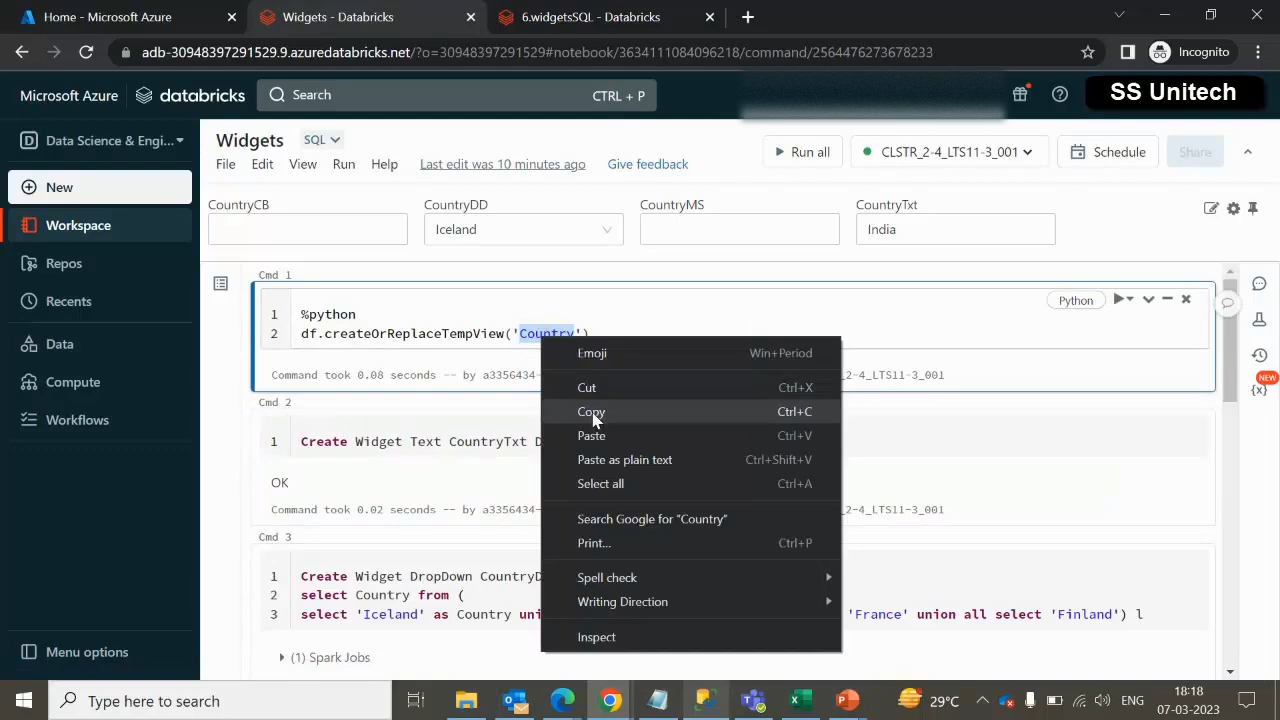 Home - Microsoft Azure
Widgets - Databricks
6.widgetsSQL - Databricks
adb-30948397291529.9.azuredatabricks.net/?o=30948397291529#notebook/3634111084096218/command/2564476273678233
Incognito
Microsoft Azure
databricks
Search
CTRL + P
SS Unitech
Data Science & Engi...
New
Workspace
Repos
Recents
Data
Compute
Workflows
Menu options
Widgets
SQL
File
Edit
View
Run
Help
Last edit was 10 minutes ago
Give feedback
Run all
CLSTR_2-4_LTS11-3_001
Schedule
Share
CountryCB
CountryDD
CountryMS
CountryTxt
Iceland
India
Cmd 1
Python
1 %python
2 df.createOrReplaceTempView('Country')
Command took 0.08 seconds -- by a3356434- _2-4_LTS11-3_001
Cmd 2
1 Create Widget Text CountryTxt D
OK
Command took 0.02 seconds -- by a3356434- _2-4_LTS11-3_001
Cmd 3
1 Create Widget DropDown CountryD
2 select Country from (
3 select 'Iceland' as Country uni 'France' union all select 'Finland') l
(1) Spark Jobs
Emoji Win+Period
Cut Ctrl+X
Copy Ctrl+C
Paste Ctrl+V
Paste as plain text Ctrl+Shift+V
Select all Ctrl+A
Search Google for "Country"
Print... Ctrl+P
Spell check
Writing Direction
Inspect
NEW
{x}
Type here to search
29°C
ENG
18:18
07-03-2023